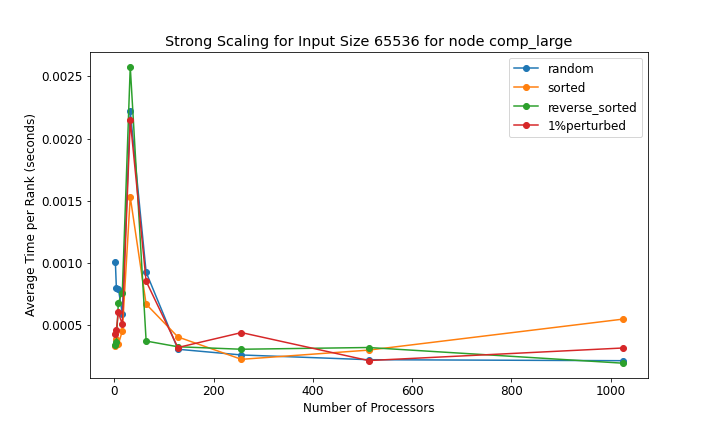 Strong Scaling for Input Size 65536 for node comp_large
random
sorted
reverse_sorted
1%perturbed
Average Time per Rank (seconds)
0.0025
0.0020
0.0015
0.0010
0.0005
0
200
400
600
800
1000
Number of Processors